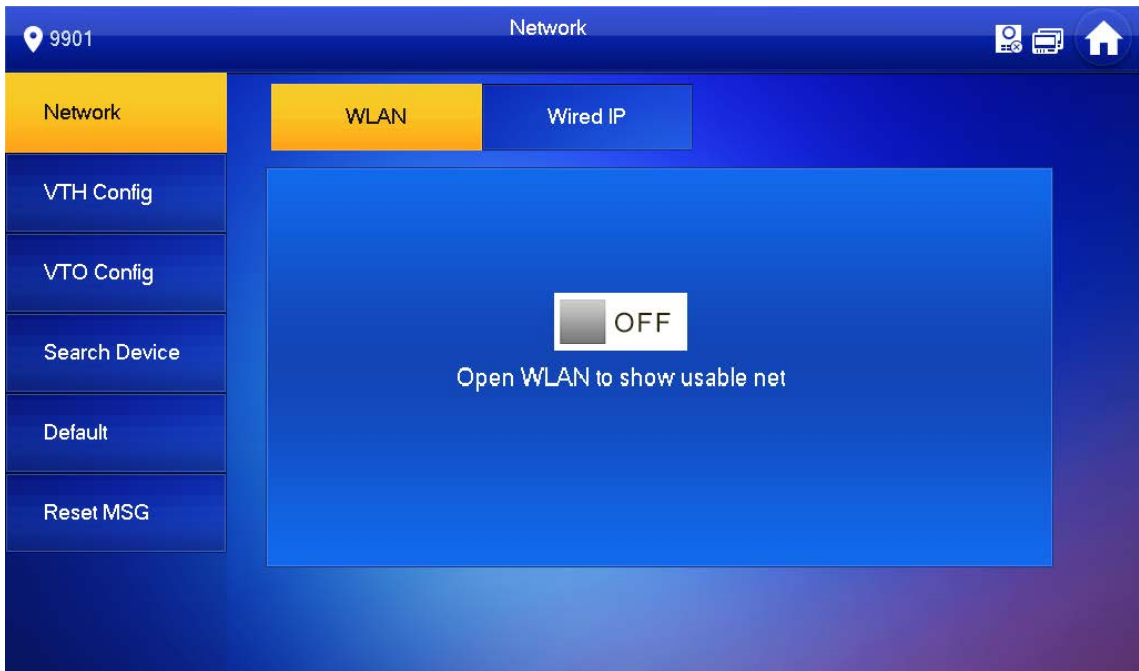 9901
Network
Network
WLAN
Wired IP
VTH Config
VTO Config
Search Device
Default
Reset MSG
OFF
Open WLAN to show usable net